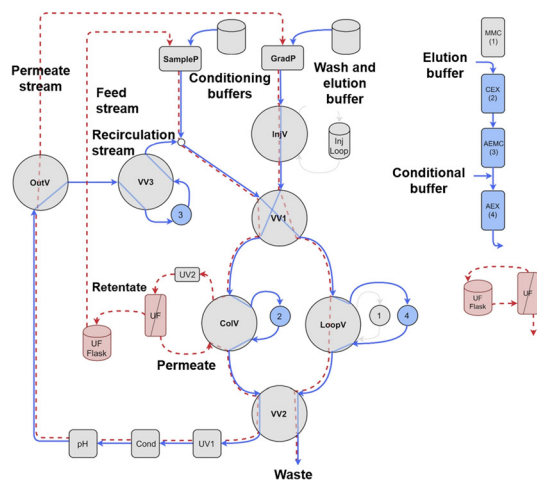 SampleP
GradP
MMC
(1)
Permeate
stream
Conditioning
buffers
Wash and
elution
buffer
Elution
buffer
Feed
stream
CEX
(2)
Recirculation
stream
InjV
Inj
Loop
AEMC
(3)
OutV
VV3
3
Conditional
buffer
VV1
AEX
(4)
Retentate
UV2
UF
UF
Flask
ColV
2
LoopV
1
4
UF
Flask
UF
Permeate
VV2
pH
Cond
UV1
Waste